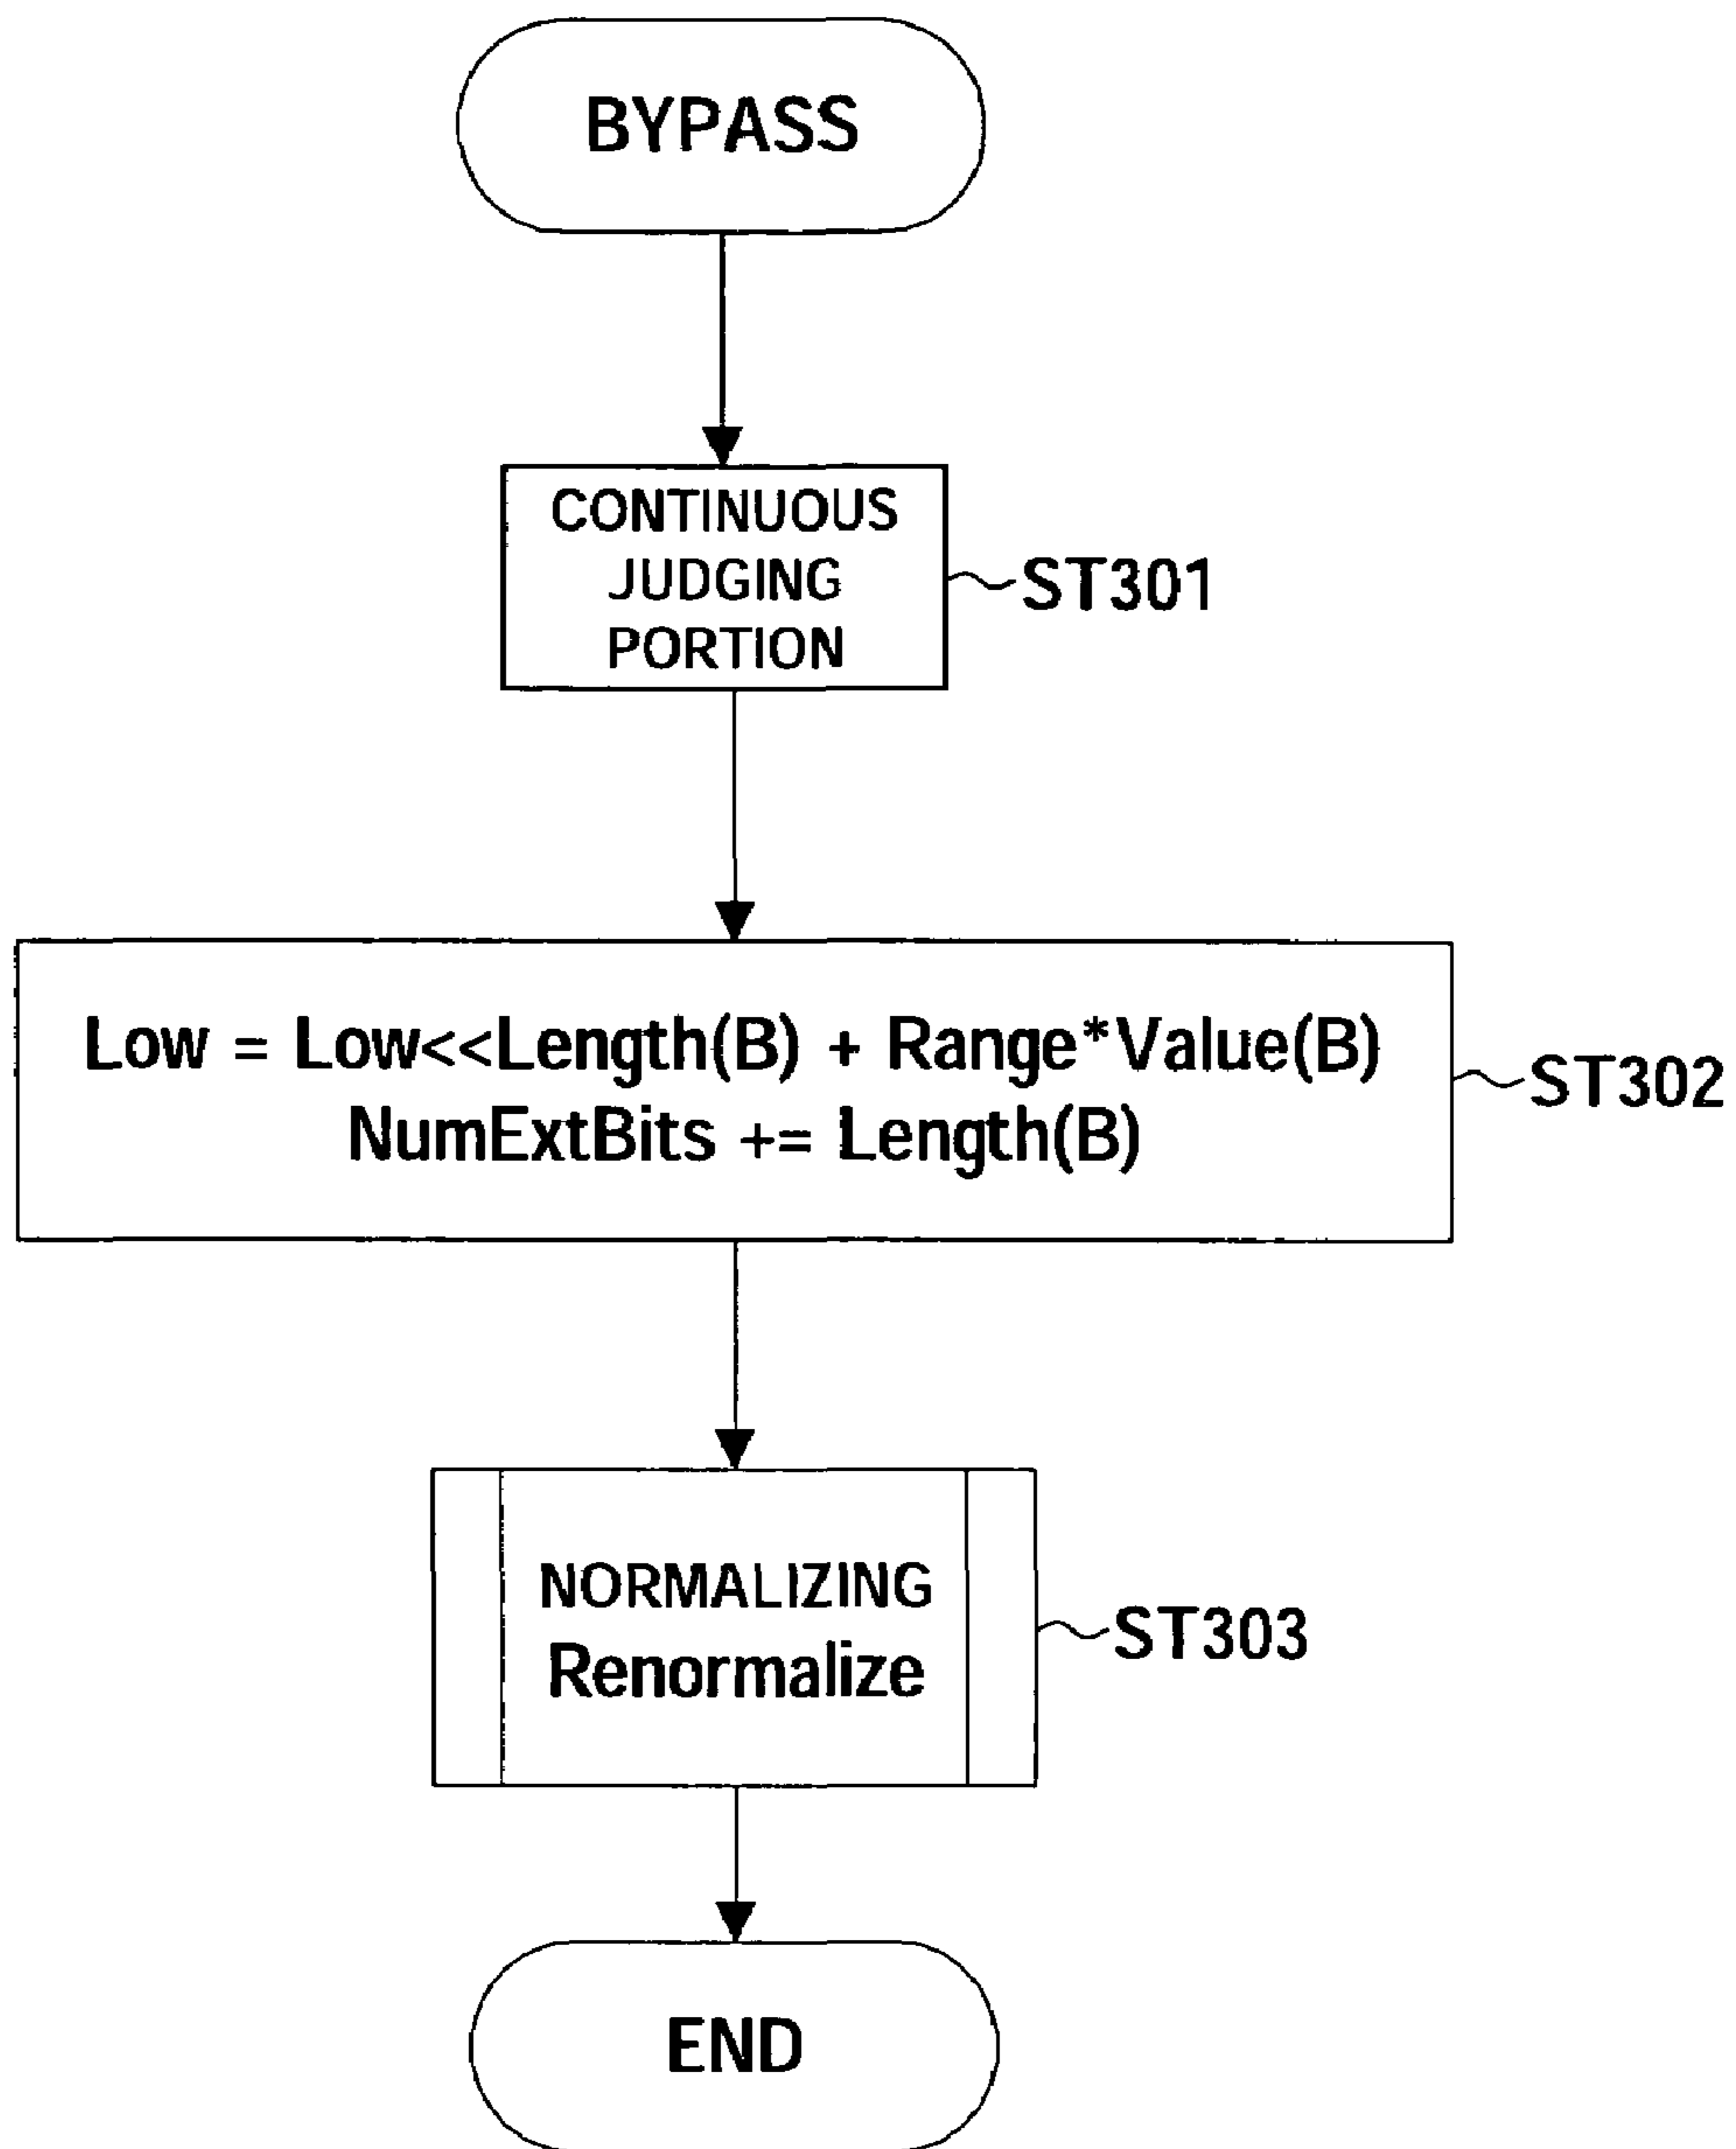 BYPASS
CONTINUOUS
JUDGING
PORTION
ST301
Low = Low<<Length(B) + Range*Value(B)
NumExtBits += Length(B)
ST302
NORMALIZING
Renormalize
ST303
END